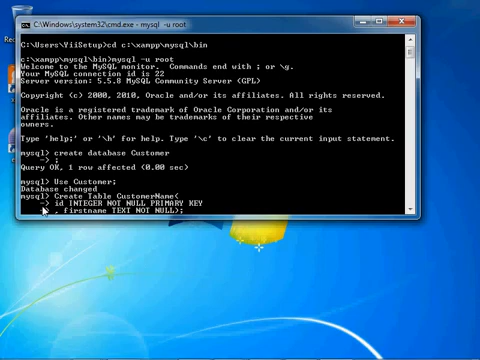 C:\Windows\system32\cmd.exe - mysql -u root
C:\Users\YiiSetup>cd c:\xampp\mysql\bin
c:\xampp\mysql\bin>mysql -u root
Welcome to the MySQL monitor.  Commands end with ; or \g.
Your MySQL connection id is 22
Server version: 5.5.8 MySQL Community Server (GPL)
Copyright (c) 2000, 2010, Oracle and/or its affiliates. All rights reserved.
Oracle is a registered trademark of Oracle Corporation and/or its
affiliates. Other names may be trademarks of their respective
owners.
Type 'help;' or '\h' for help. Type '\c' to clear the current input statement.
mysql> create database Customer
-> ;
Query OK, 1 row affected (0.00 sec)
mysql> Use Customer;
Database changed
mysql> Create Table CustomerName(
-> id INTEGER NOT NULL PRIMARY KEY
-> , firstname TEXT NOT NULL);